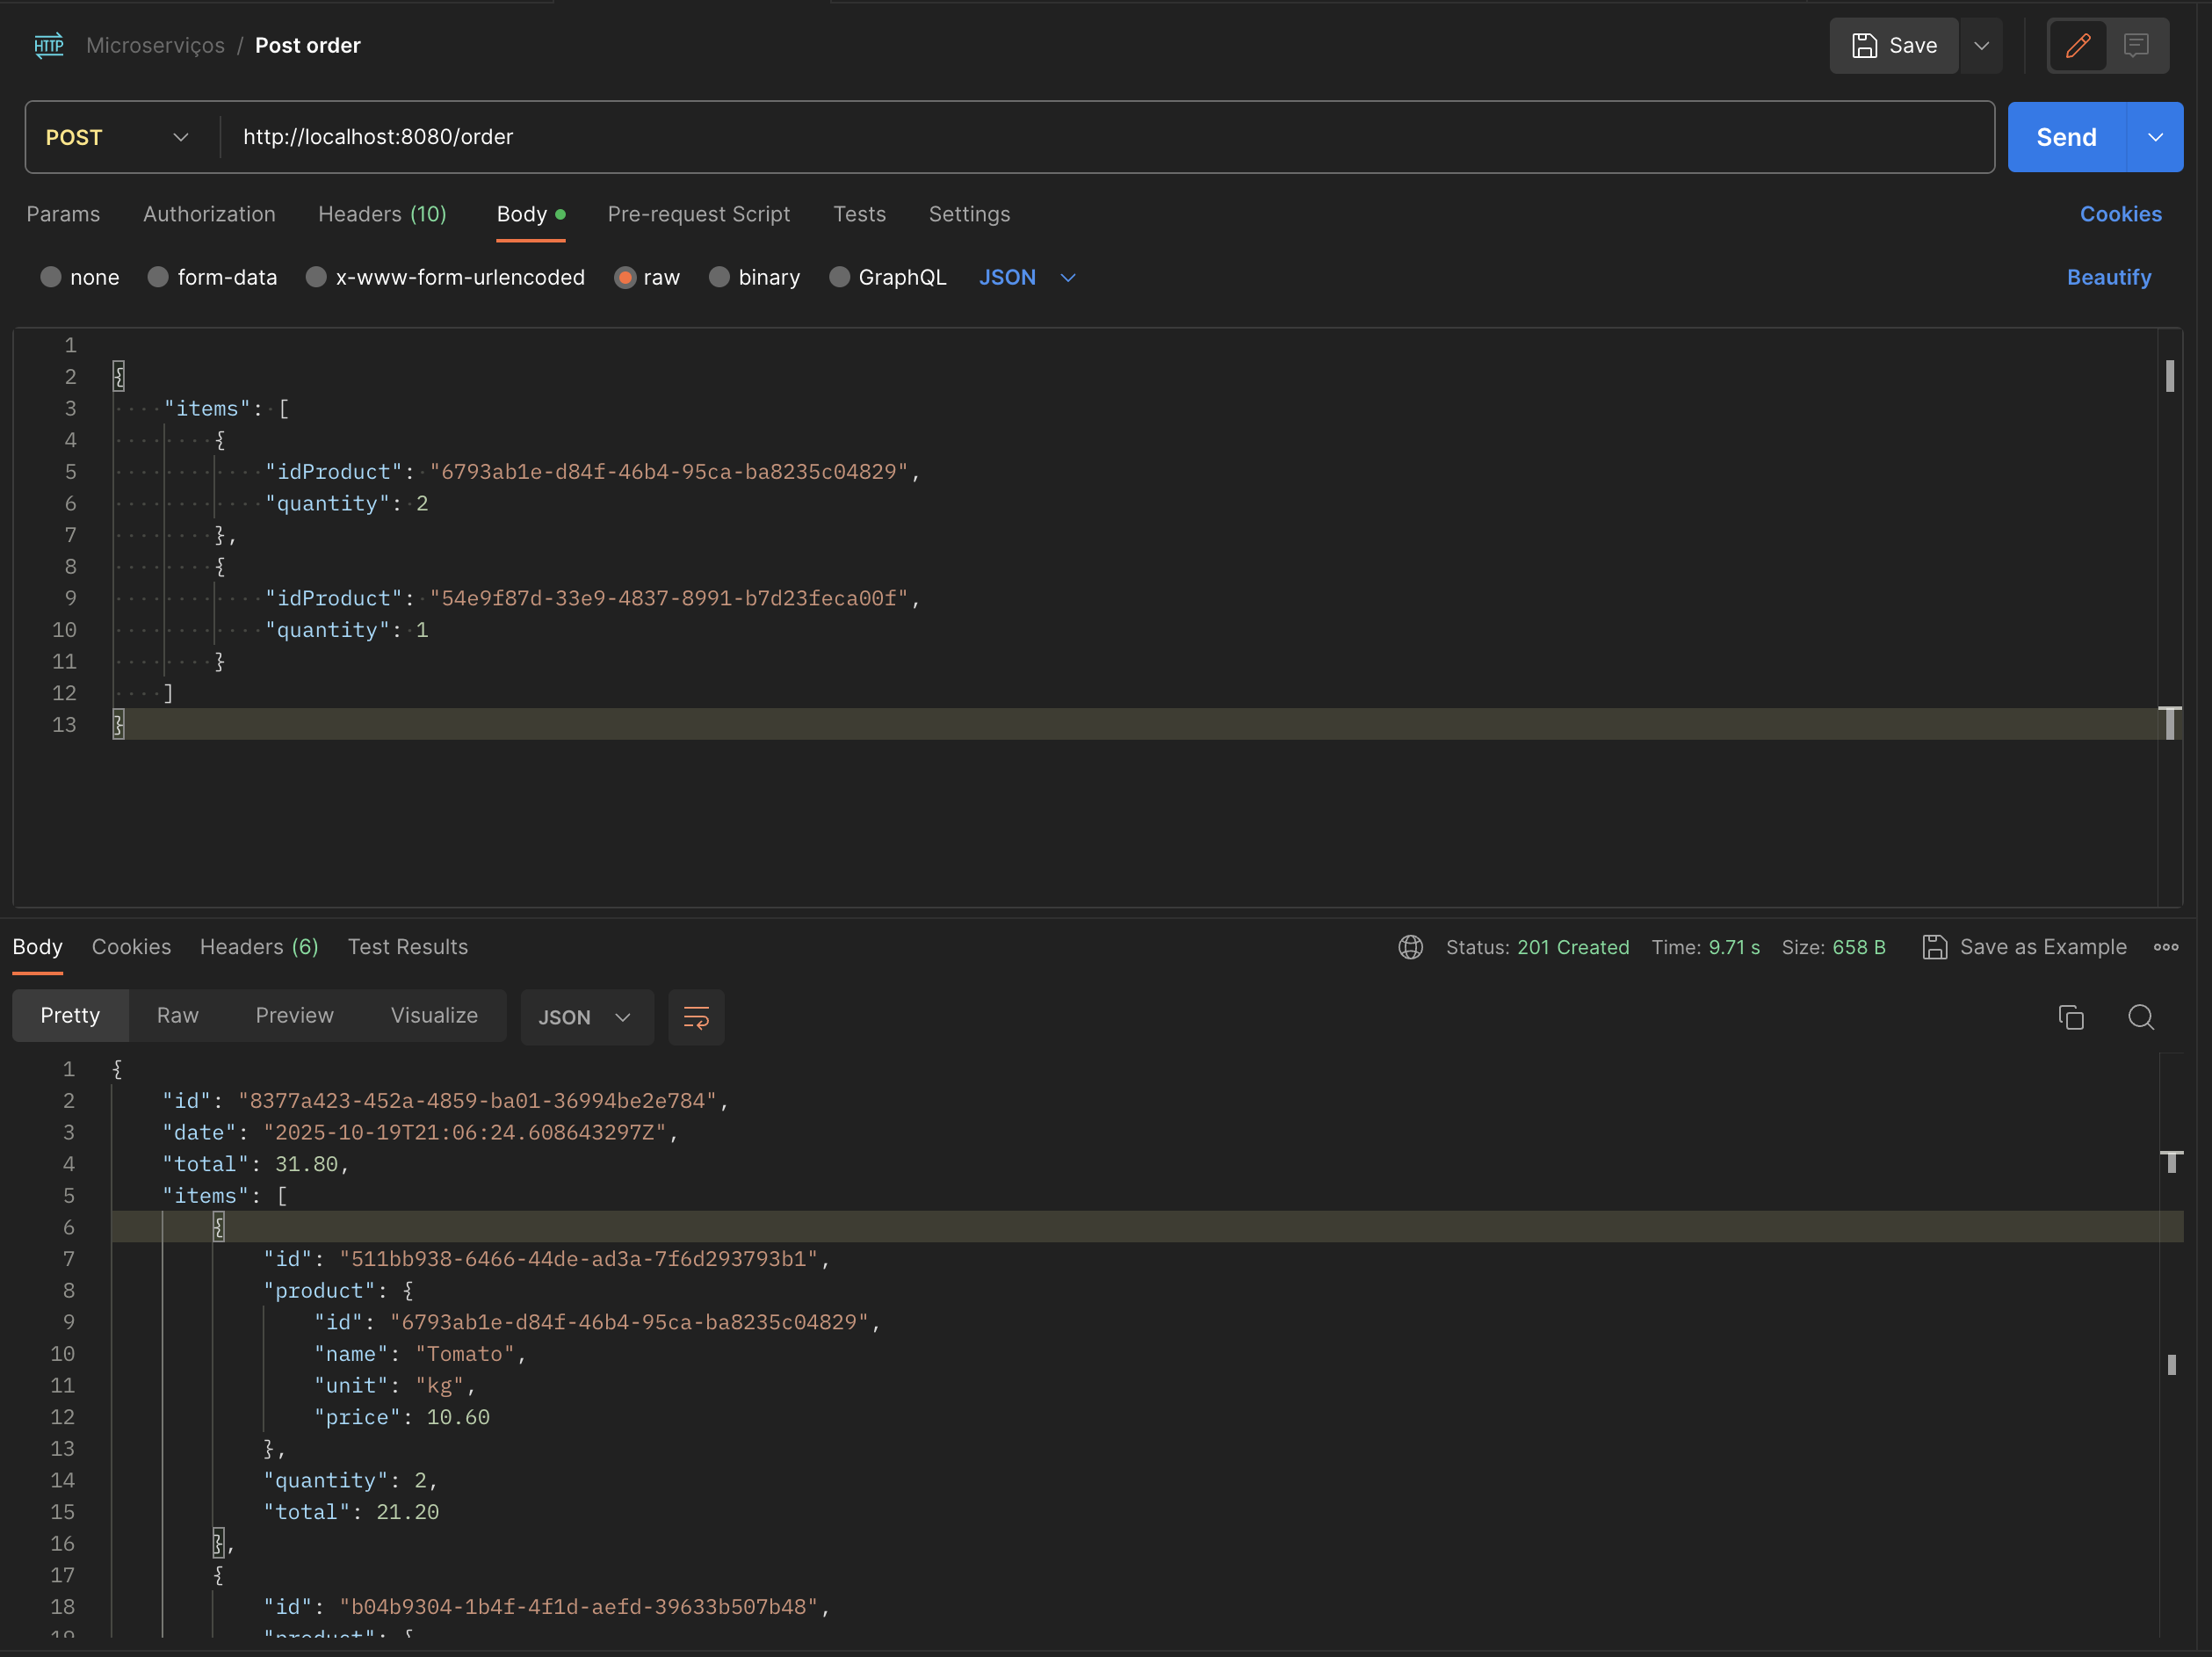 HTTP Microserviços / Post order Save
POST http://localhost:8080/order Send
Params Authorization Headers (10) Body Pre-request Script Tests Settings Cookies
none form-data x-www-form-urlencoded raw binary GraphQL JSON Beautify
1
2 {
3 "items": [
4 {
5 "idProduct": "6793ab1e-d84f-46b4-95ca-ba8235c04829",
6 "quantity": 2
7 },
8 {
9 "idProduct": "54e9f87d-33e9-4837-8991-b7d23feca00f",
10 "quantity": 1
11 }
12 ]
13 }
Body Cookies Headers (6) Test Results Status: 201 Created Time: 9.71 s Size: 658 B Save as Example
Pretty Raw Preview Visualize JSON
1 {
2 "id": "8377a423-452a-4859-ba01-36994be2e784",
3 "date": "2025-10-19T21:06:24.608643297Z",
4 "total": 31.80,
5 "items": [
6 {
7 "id": "511bb938-6466-44de-ad3a-7f6d293793b1",
8 "product": {
9 "id": "6793ab1e-d84f-46b4-95ca-ba8235c04829",
10 "name": "Tomato",
11 "unit": "kg",
12 "price": 10.60
13 },
14 "quantity": 2,
15 "total": 21.20
16 },
17 {
18 "id": "b04b9304-1b4f-4f1d-aefd-39633b507b48",
19 "product": {